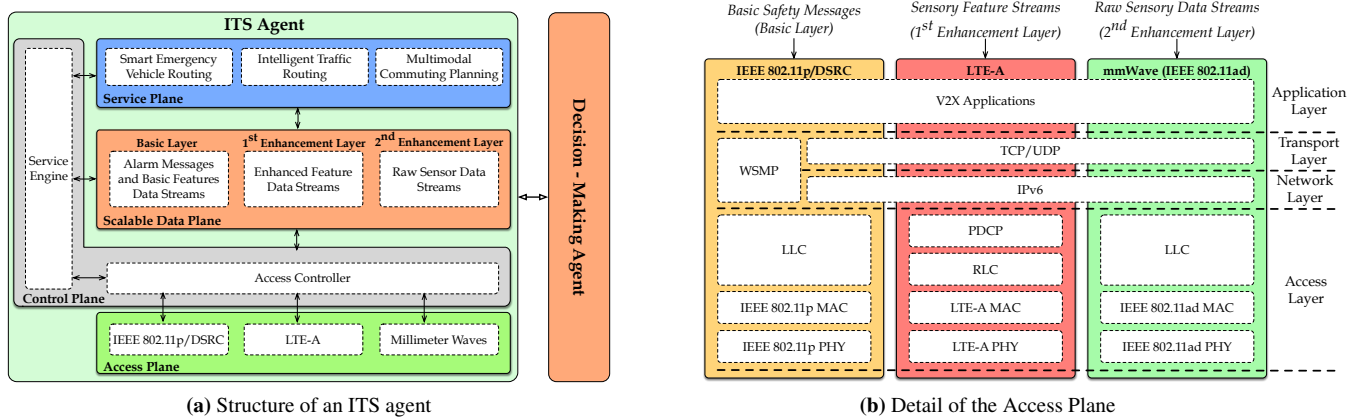 ITS Agent
Service
Engine
Smart Emergency
Vehicle Routing
Intelligent Traffic
Routing
Multimodal
Commuting Planning
Service Plane
Basic Layer
1st Enhancement Layer
2nd Enhancement Layer
Alarm Messages
and Basic Features
Data Streams
Enhanced Feature
Data Streams
Raw Sensor Data
Streams
Scalable Data Plane
Access Controller
Control Plane
IEEE 802.11p/DSRC
LTE-A
Millimeter Waves
Access Plane
Decision - Making Agent
(a) Structure of an ITS agent
Basic Safety Messages
(Basic Layer)
Sensory Feature Streams
(1st Enhancement Layer)
Raw Sensory Data Streams
(2nd Enhancement Layer)
IEEE 802.11p/DSRC
LTE-A
mmWave (IEEE 802.11ad)
V2X Applications
Application
Layer
WSMP
TCP/UDP
Transport
Layer
IPv6
Network
Layer
LLC
PDCP
RLC
LLC
Access
Layer
IEEE 802.11p MAC
LTE-A MAC
IEEE 802.11ad MAC
IEEE 802.11p PHY
LTE-A PHY
IEEE 802.11ad PHY
(b) Detail of the Access Plane